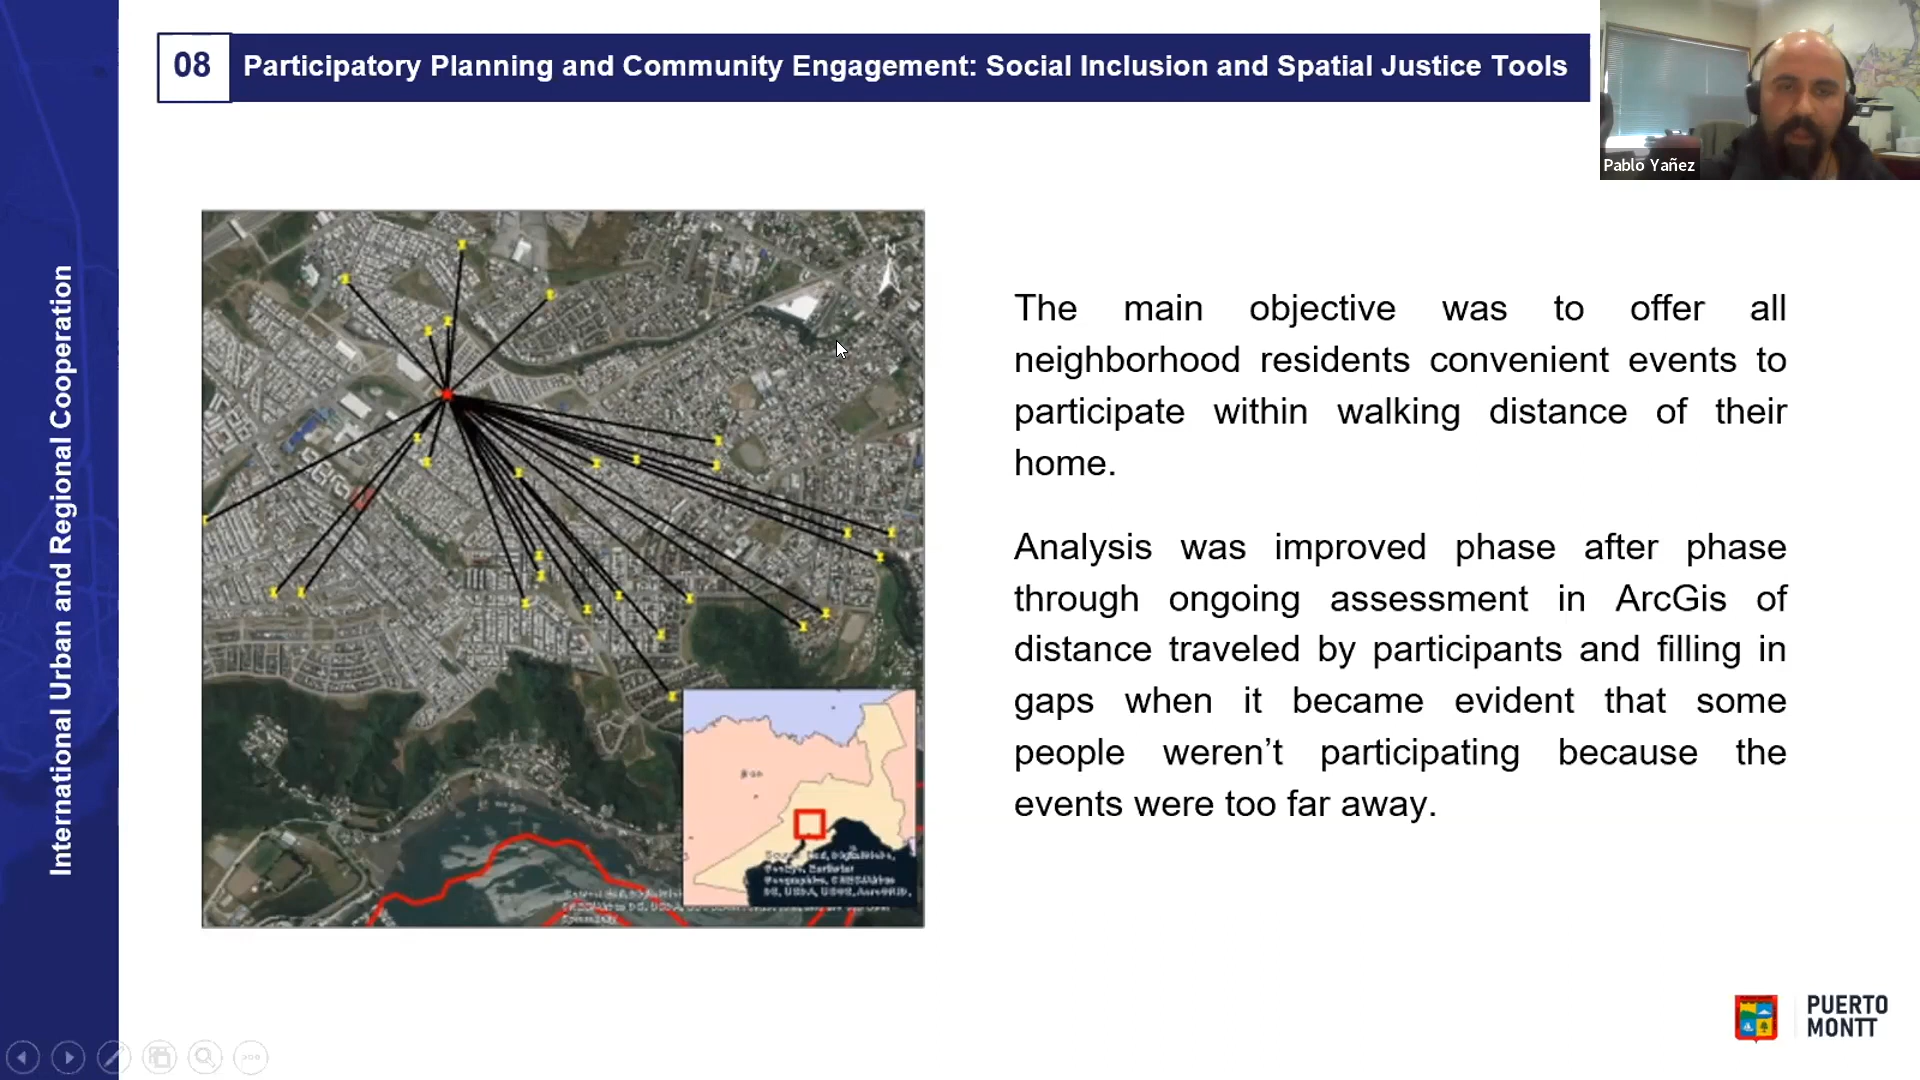 08
Participatory Planning and Community Engagement: Social Inclusion and Spatial Justice Tools
Pablo Yañez
International Urban and Regional Cooperation
N
The main objective was to offer all
neighborhood residents convenient events to
participate within walking distance of their
home.
Analysis was improved phase after phase
through ongoing assessment in ArcGis of
distance traveled by participants and filling in
gaps when it became evident that some
people weren’t participating because the
events were too far away.
PUERTO
MONTT